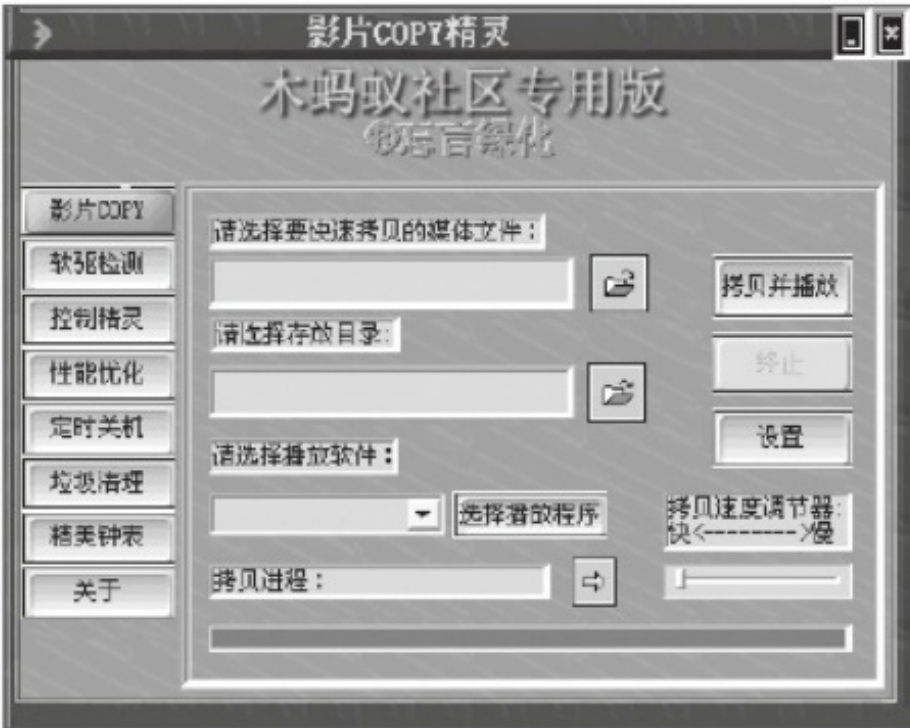 影片COPY精灵
木蚂蚁社区专用版
影片COPY
软驱检测
控制精灵
性能优化
定时关机
垃圾清理
精美钟表
关于
请选择要快速拷贝的媒体文件：
拷贝并播放
请选择存放目录:
终止
设置
请选择播放软件：
选择播放程序
拷贝速度调节器:
快<-------->慢
拷贝进程：